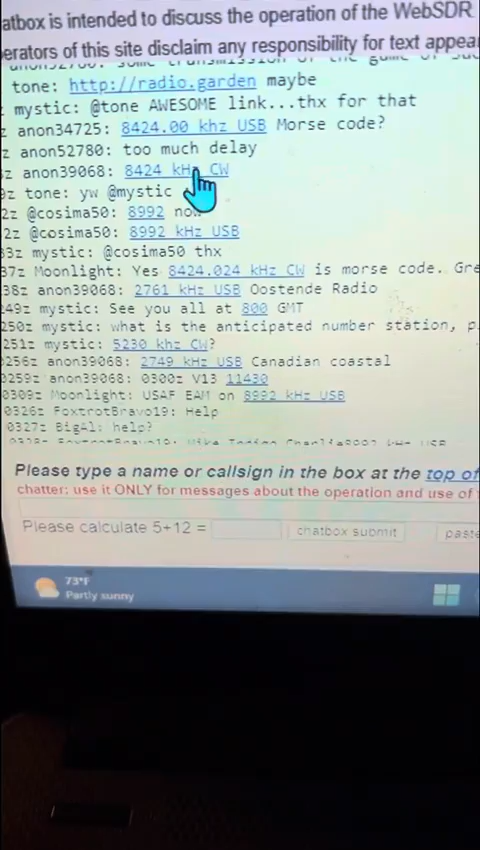 atbox is intended to discuss the operation of the WebSDR
erators of this site disclaim any responsibility for text appea
tone: http://radio.garden maybe
mystic: @tone AWESOME link...thx for that
z anon34725: 8424.00 khz USB Morse code?
z anon52780: too much delay
z anon39068: 8424 kHz CW
9z tone: yw @mystic
2z @cosima50: 8992 now
2z @cosima50: 8992 kHz USB
33z mystic: @cosima50 thx
37z Moonlight: Yes 8424.024 kHz CW is morse code. Gre
38z anon39068: 2761 kHz USB Oostende Radio
249z mystic: See you all at 800 GMT
250z mystic: what is the anticipated number station, p
251z mystic: 5230 khz CW?
0256z anon39068: 2749 kHz USB Canadian coastal
0259z anon39068: 0300z V13 11430
0309z Moonlight: USAF EAM on 8992 kHz USB
0326z FoxtrotBravo19: Help
0327z BigAl: help?
Please type a name or callsign in the box at the top of
chatter; use it ONLY for messages about the operation and use of
Please calculate 5+12 =
chatbox submit
paste
73°F
Partly sunny